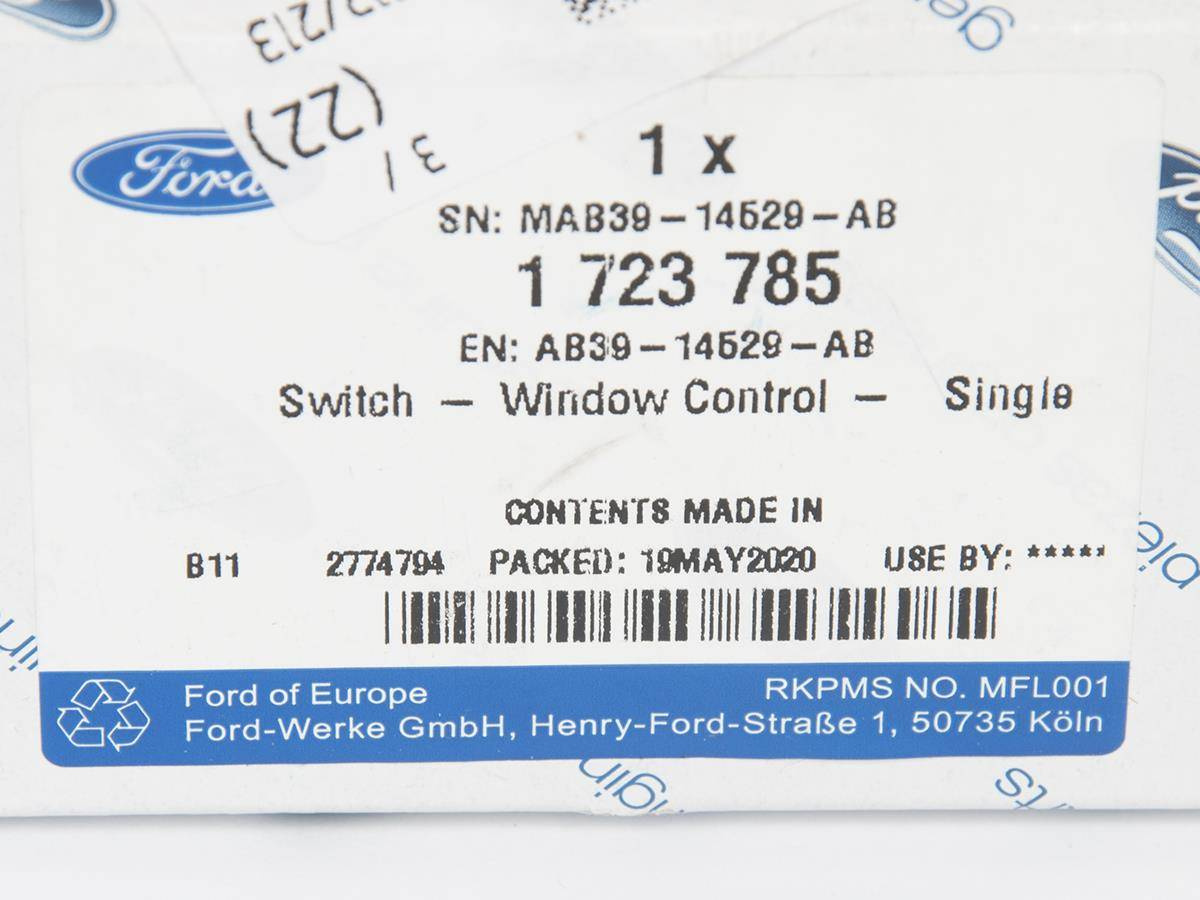 Ford
(22)
3 /
1 x
SN: MAB39-14529-AB
1 723 785
EN: AB39-14529-AB
Switch - Window Control - Single
CONTENTS MADE IN
B11 2774794 PACKED: 19MAY2020 USE BY: *****
Ford of Europe RKPMS NO. MFL001
Ford-Werke GmbH, Henry-Ford-Straße 1, 50735 Köln